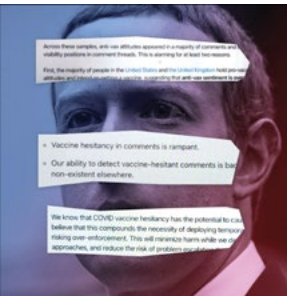 Across these samples, anti-vax attitudes appeared in a majority of comments and
visibility positions in comment threads. This is alarming for at least two reasons.
First, the majority of people in the United States and the United Kingdom hold
attitudes and suggesting that anti-vax sentiment is
Vaccine hesitancy in comments is rampant.
Our ability to detect vaccine-hesitant comments is bad
non-existent elsewhere.
We know that COVID vaccine hesitancy has the potential to
believe that this compounds the necessity of deploying
risking over-enforcement. This will minimize harm while we
approaches, and reduce the risk of problem